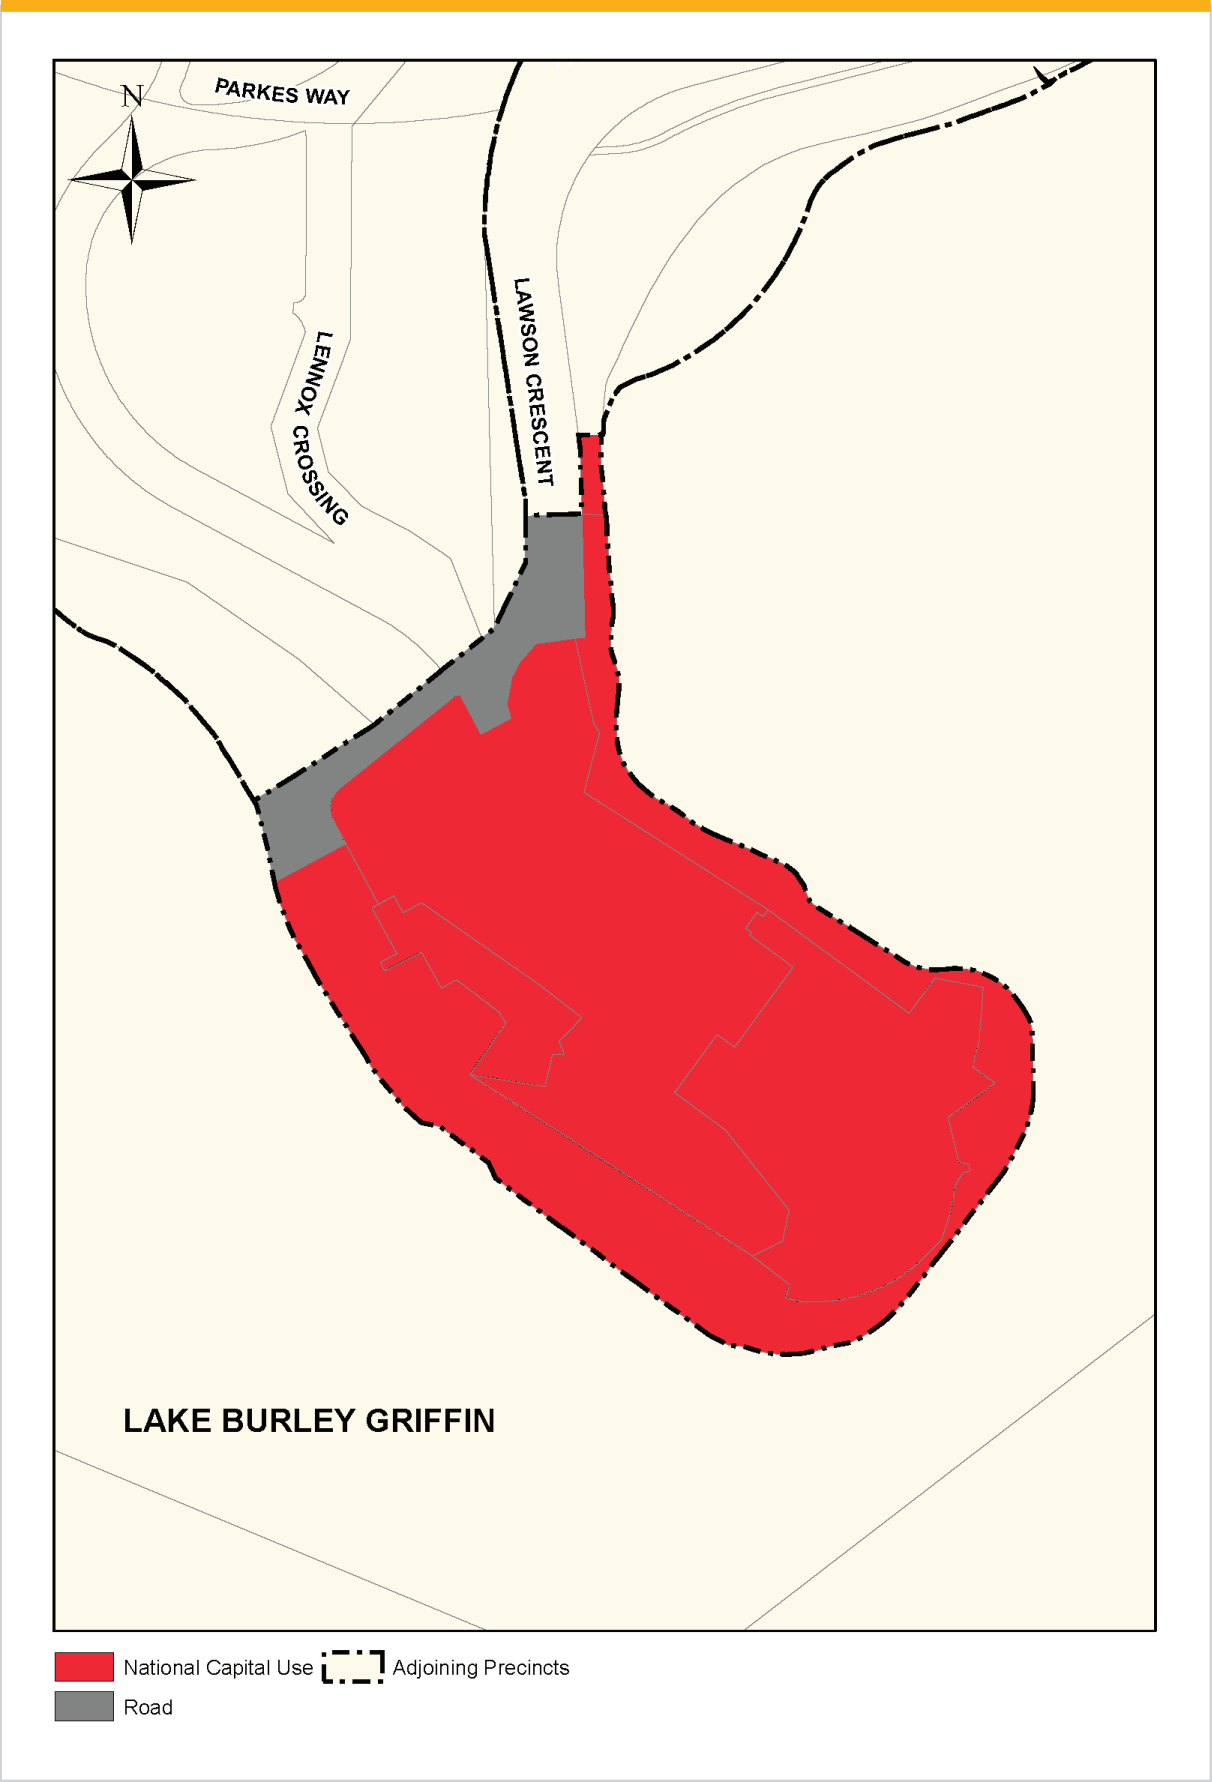 PARKES WAY
N
LAWSON CRESCENT
LENNOX CROSSING
LAKE BURLEY GRIFFIN
National Capital Use
Adjoining Precincts
Road